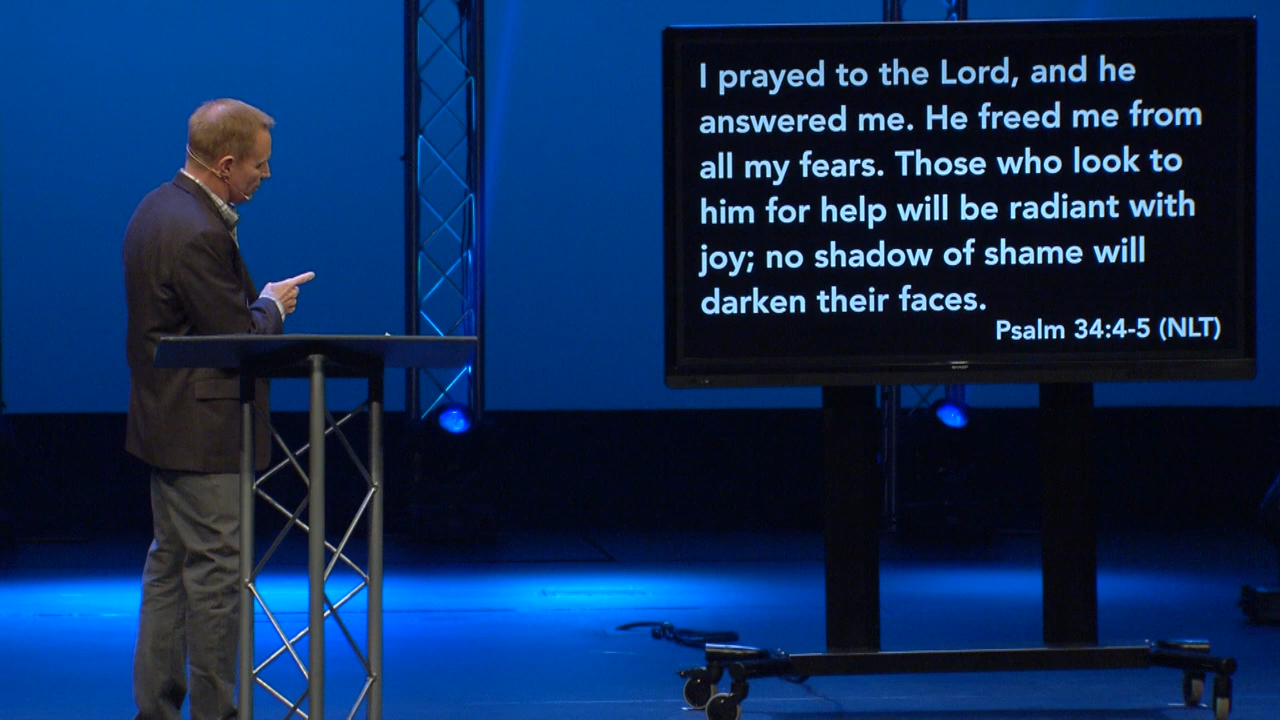 I prayed to the Lord, and he
answered me. He freed me from
all my fears. Those who look to
him for help will be radiant with
joy; no shadow of shame will
darken their faces.
Psalm 34:4-5 (NLT)
SHARP